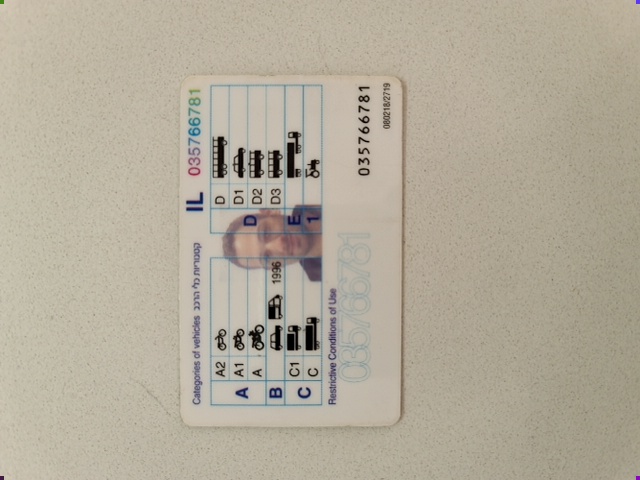 Categories of vehicles קטגוריות כלי הרכב IL 035766781
A2 D
A A1 D1
A D D2
B 1996 D3
C1 E
C C 1
Restrictive Conditions of Use
035766781
035766781
080218/2719